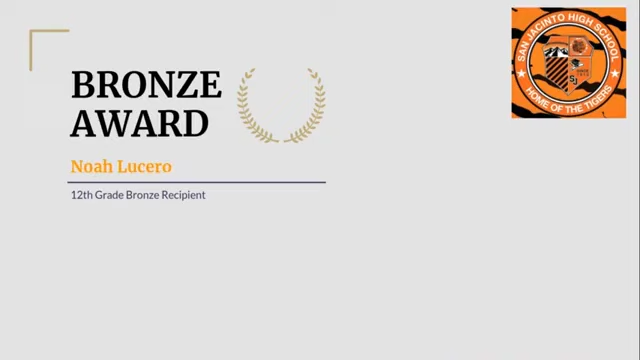 BRONZE
AWARD
Noah Lucero
12th Grade Bronze Recipient
SAN JACINTO HIGH SCHOOL
SJ
HOME OF THE TIGERS